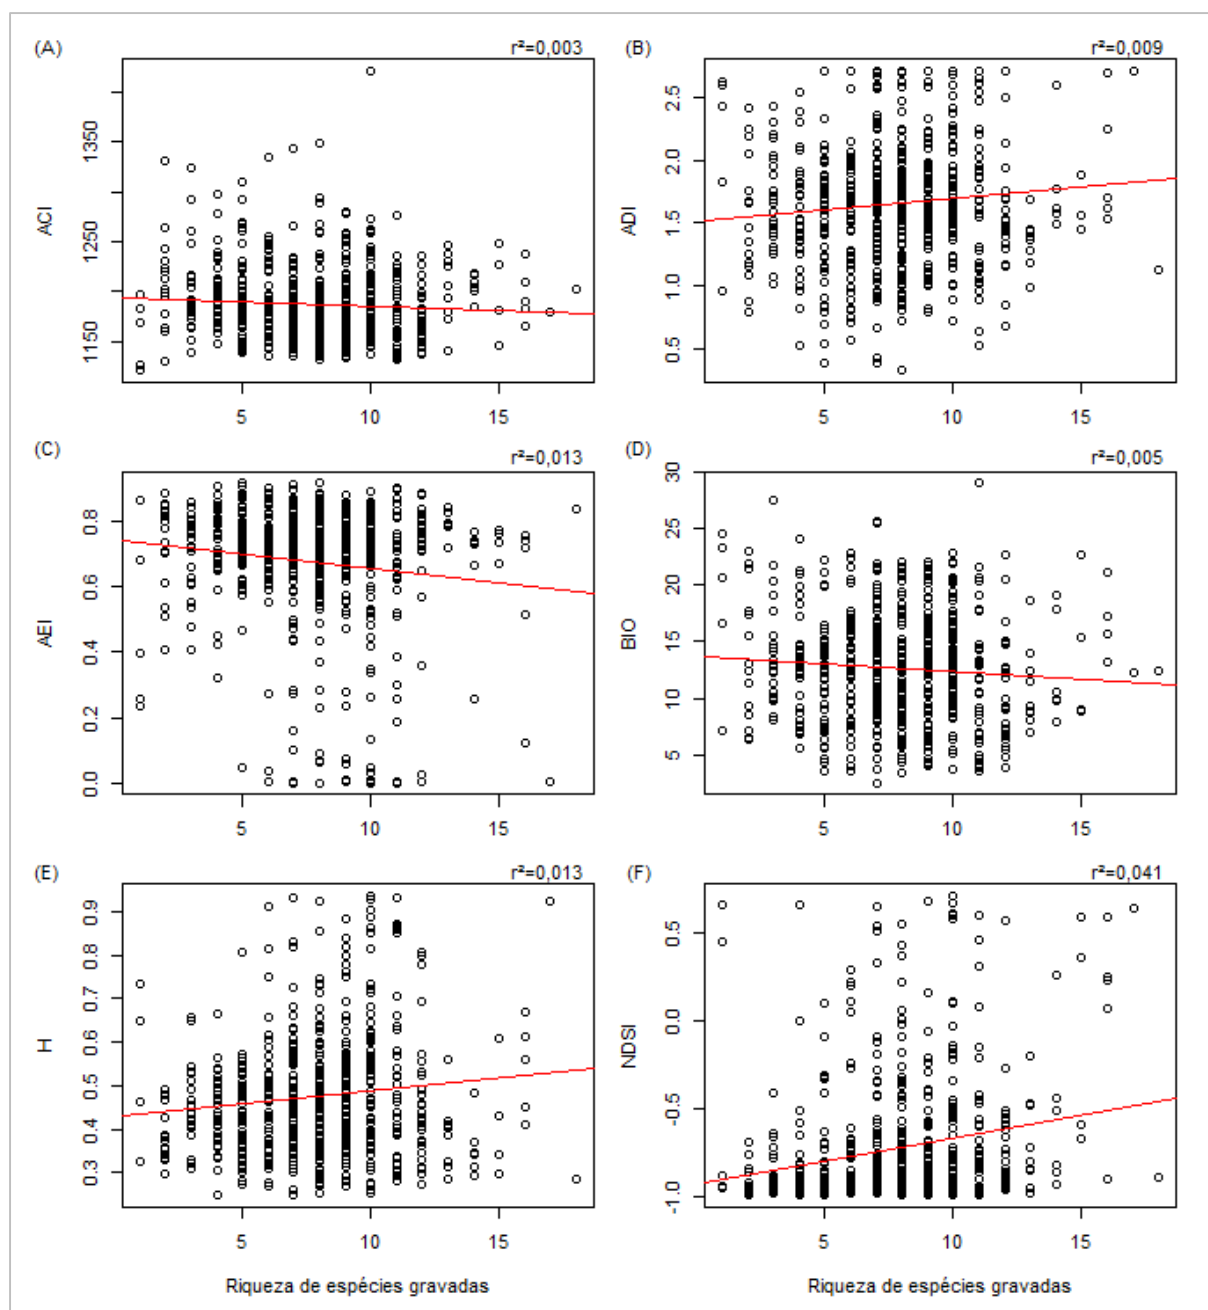 (A) r²=0,003
ACI
1150 1250 1350
5 10 15
(B) r²=0,009
ADI
0.5 1.0 1.5 2.0 2.5
5 10 15
(C) r²=0,013
AEI
0.0 0.2 0.4 0.6 0.8
5 10 15
(D) r²=0,005
BIO
5 10 15 20 25 30
5 10 15
(E) r²=0,013
H
0.3 0.4 0.5 0.6 0.7 0.8 0.9
5 10 15
Riqueza de espécies gravadas
(F) r²=0,041
NDSI
-1.0 -0.5 0.0 0.5
5 10 15
Riqueza de espécies gravadas